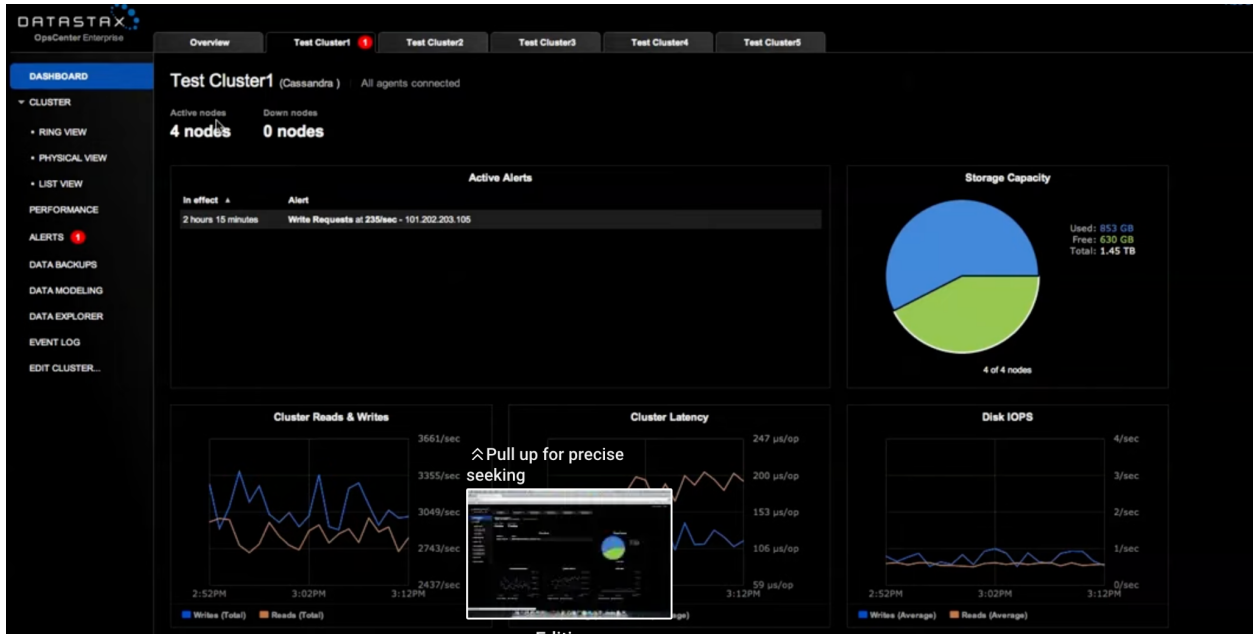 DATASTAX
OpsCenter Enterprise
Overview
Test Cluster1 1
Test Cluster2
Test Cluster3
Test Cluster4
Test Cluster5
DASHBOARD
CLUSTER
• RING VIEW
• PHYSICAL VIEW
• LIST VIEW
PERFORMANCE
ALERTS 1
DATA BACKUPS
DATA MODELING
DATA EXPLORER
EVENT LOG
EDIT CLUSTER...
Test Cluster1 (Cassandra ) All agents connected
Active nodes Down nodes
4 nodes 0 nodes
Active Alerts
In effect Alert
2 hours 15 minutes Write Requests at 235/sec - 101.202.203.105
Storage Capacity
Used: 853 GB
Free: 630 GB
Total: 1.45 TB
4 of 4 nodes
Cluster Reads & Writes
3661/sec
3355/sec
3049/sec
2743/sec
2437/sec
2:52PM 3:02PM 3:12PM
Writes (Total) Reads (Total)
Pull up for precise
seeking
Cluster Latency
247 µs/op
200 µs/op
153 µs/op
106 µs/op
59 µs/op
3:12PM
Disk IOPS
4/sec
3/sec
2/sec
1/sec
0/sec
2:52PM 3:02PM 3:12PM
Writes (Average) Reads (Average)